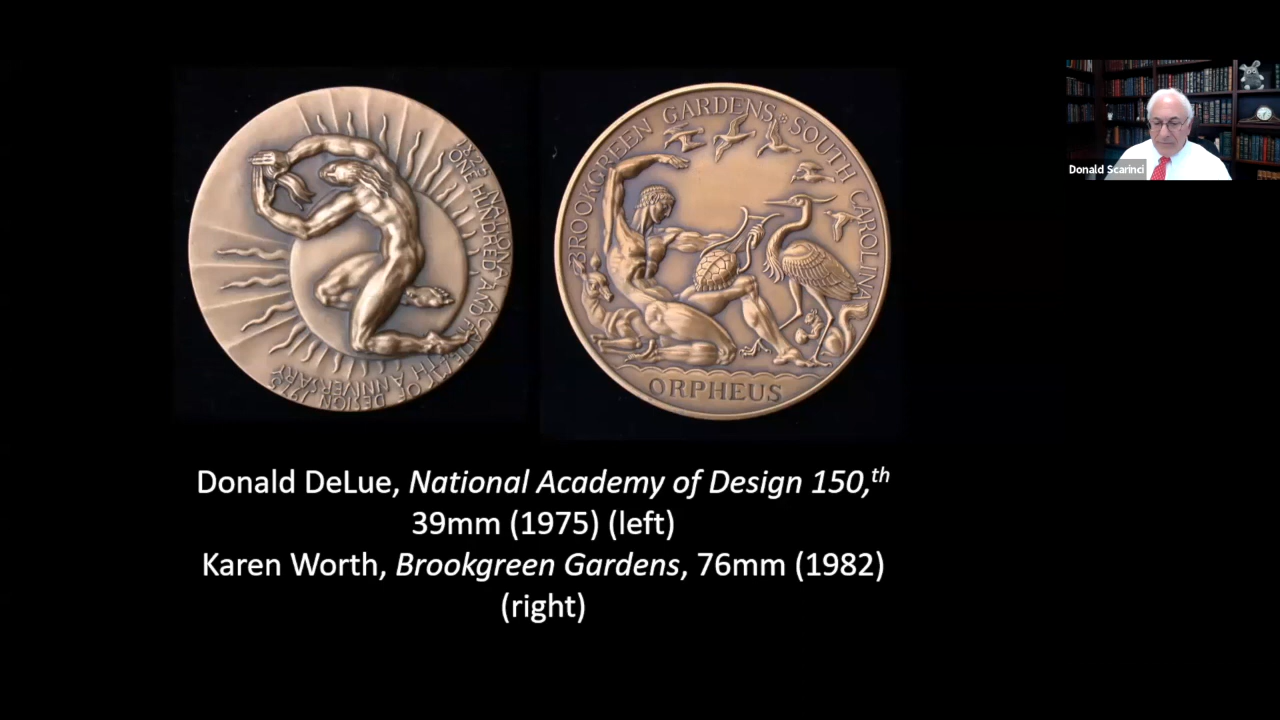 1825 NATIONAL ACADEMY OF DESIGN 1975
ONE HUNDRED AND FIFTH ANNIVERSARY
BROOKGREEN GARDENS SOUTH CAROLINA
ORPHEUS
Donald Scarinci
Donald DeLue, National Academy of Design 150,th
39mm (1975) (left)
Karen Worth, Brookgreen Gardens, 76mm (1982)
(right)